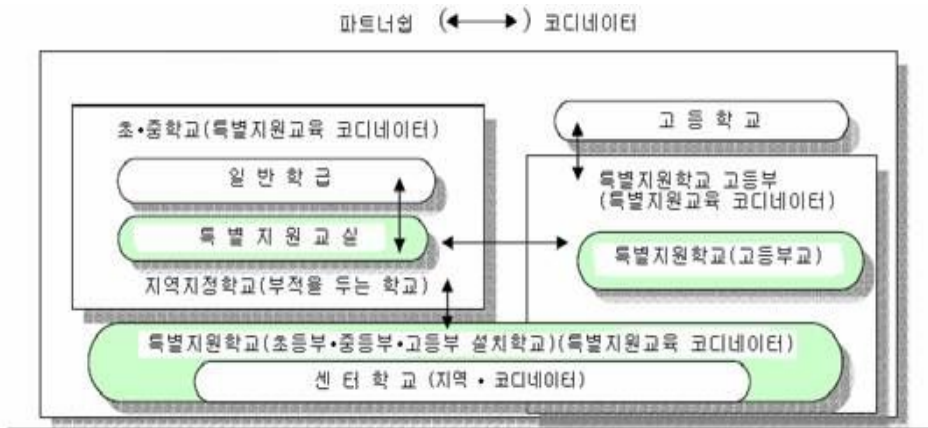 파트너쉽 (↔) 코디네이터
초•중학교(특별지원교육 코디네이터)
일 반 학 급
특 별 지 원 교 실
지역지정학교(부적을 두는 학교)
고 등 학 교
특별지원학교 고등부
(특별지원교육 코디네이터)
특별지원학교(고등부교)
특별지원학교(초등부•중등부•고등부 설치학교)(특별지원교육 코디네이터)
센 터 학 교 (지역 • 코디네이터)